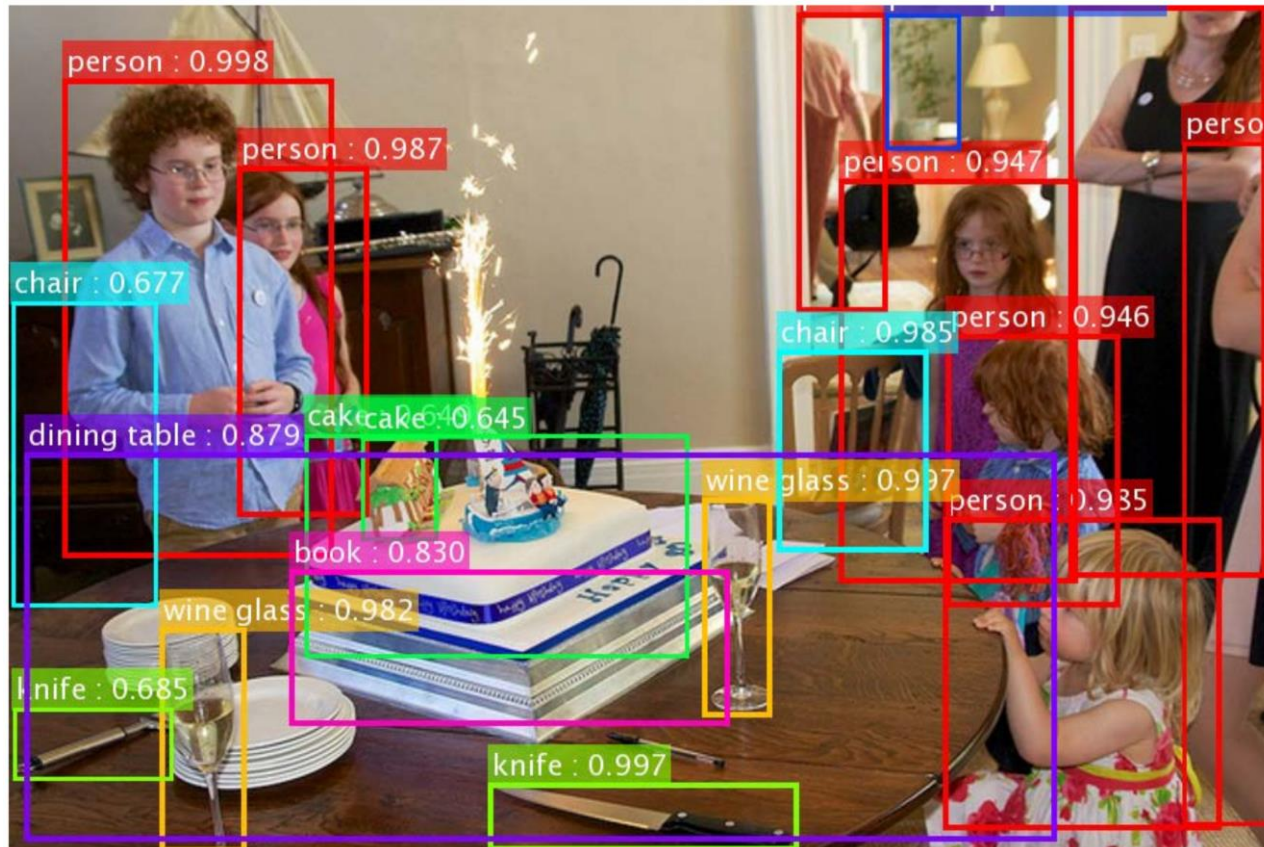 person : 0.998
person : 0.987
person : 0.947
perso
chair : 0.677
chair : 0.985
person : 0.946
cake
cake : 0.645
dining table : 0.879
wine glass : 0.997
person : 0.985
book : 0.830
Happy
wine glass : 0.982
knife : 0.685
knife : 0.997